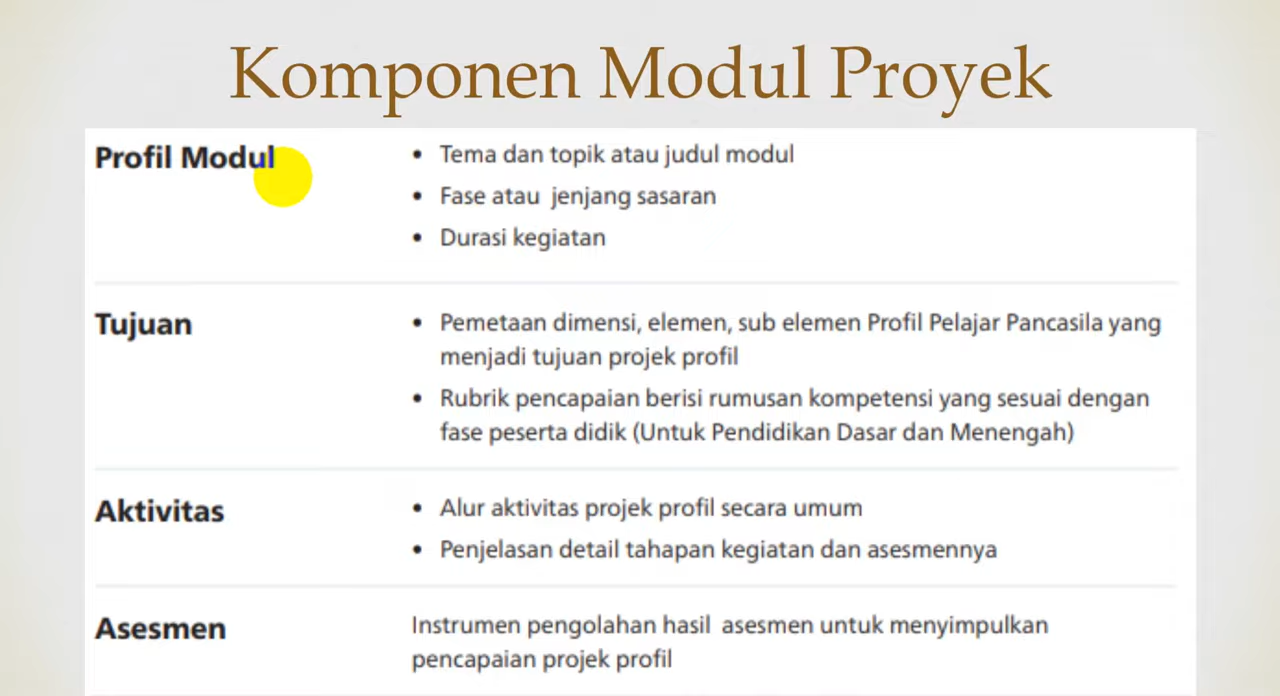 Komponen Modul Proyek
Profil Modul
• Tema dan topik atau judul modul
• Fase atau jenjang sasaran
• Durasi kegiatan
Tujuan
• Pemetaan dimensi, elemen, sub elemen Profil Pelajar Pancasila yang
menjadi tujuan projek profil
• Rubrik pencapaian berisi rumusan kompetensi yang sesuai dengan
fase peserta didik (Untuk Pendidikan Dasar dan Menengah)
Aktivitas
• Alur aktivitas projek profil secara umum
• Penjelasan detail tahapan kegiatan dan asesmennya
Asesmen
Instrumen pengolahan hasil asesmen untuk menyimpulkan
pencapaian projek profil